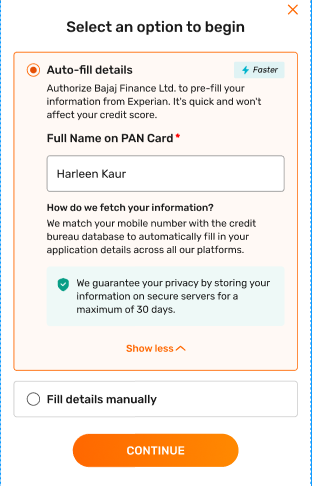 Select an option to begin
Auto-fill details
Faster
Authorize Bajaj Finance Ltd. to pre-fill your
information from Experian. It's quick and won't
affect your credit score.
Full Name on PAN Card*
Harleen Kaur
How do we fetch your information?
We match your mobile number with the credit
bureau database to automatically fill in your
application details across all our platforms.
We guarantee your privacy by storing your
information on secure servers for a
maximum of 30 days.
Show less
Fill details manually
CONTINUE